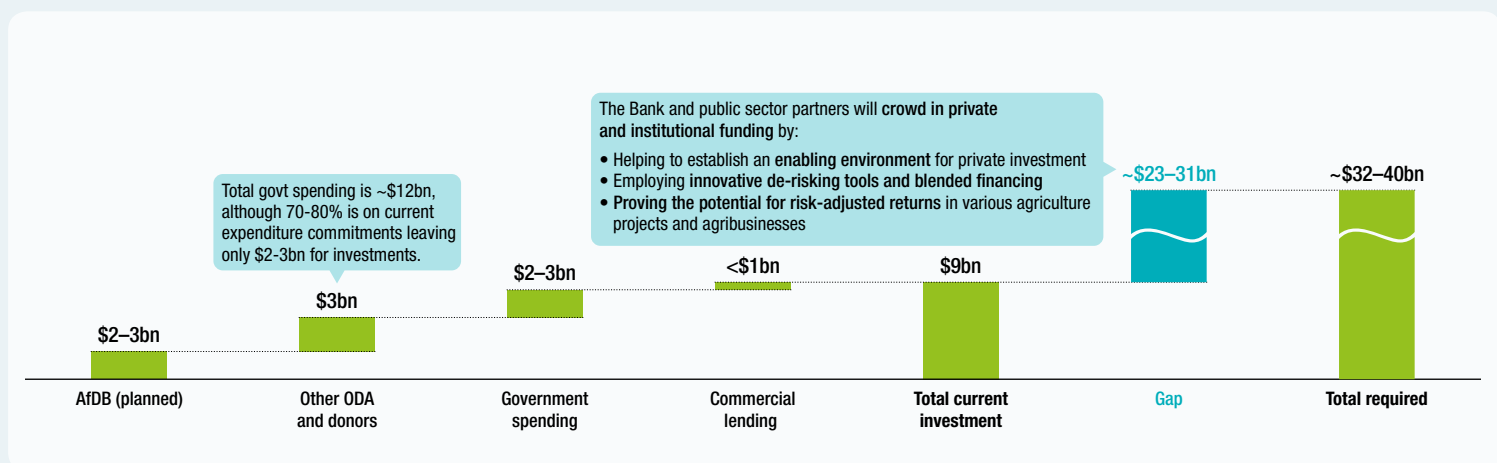 The Bank and public sector partners will crowd in private
and institutional funding by:
• Helping to establish an enabling environment for private investment
• Employing innovative de-risking tools and blended financing
• Proving the potential for risk-adjusted returns in various agriculture
projects and agribusinesses
Total govt spending is ~$12bn,
although 70-80% is on current
expenditure commitments leaving
only $2-3bn for investments.
$2–3bn
$3bn
$2–3bn
<$1bn
$9bn
~$23–31bn
~$32–40bn
AfDB (planned)
Other ODA
and donors
Government
spending
Commercial
lending
Total current
investment
Gap
Total required